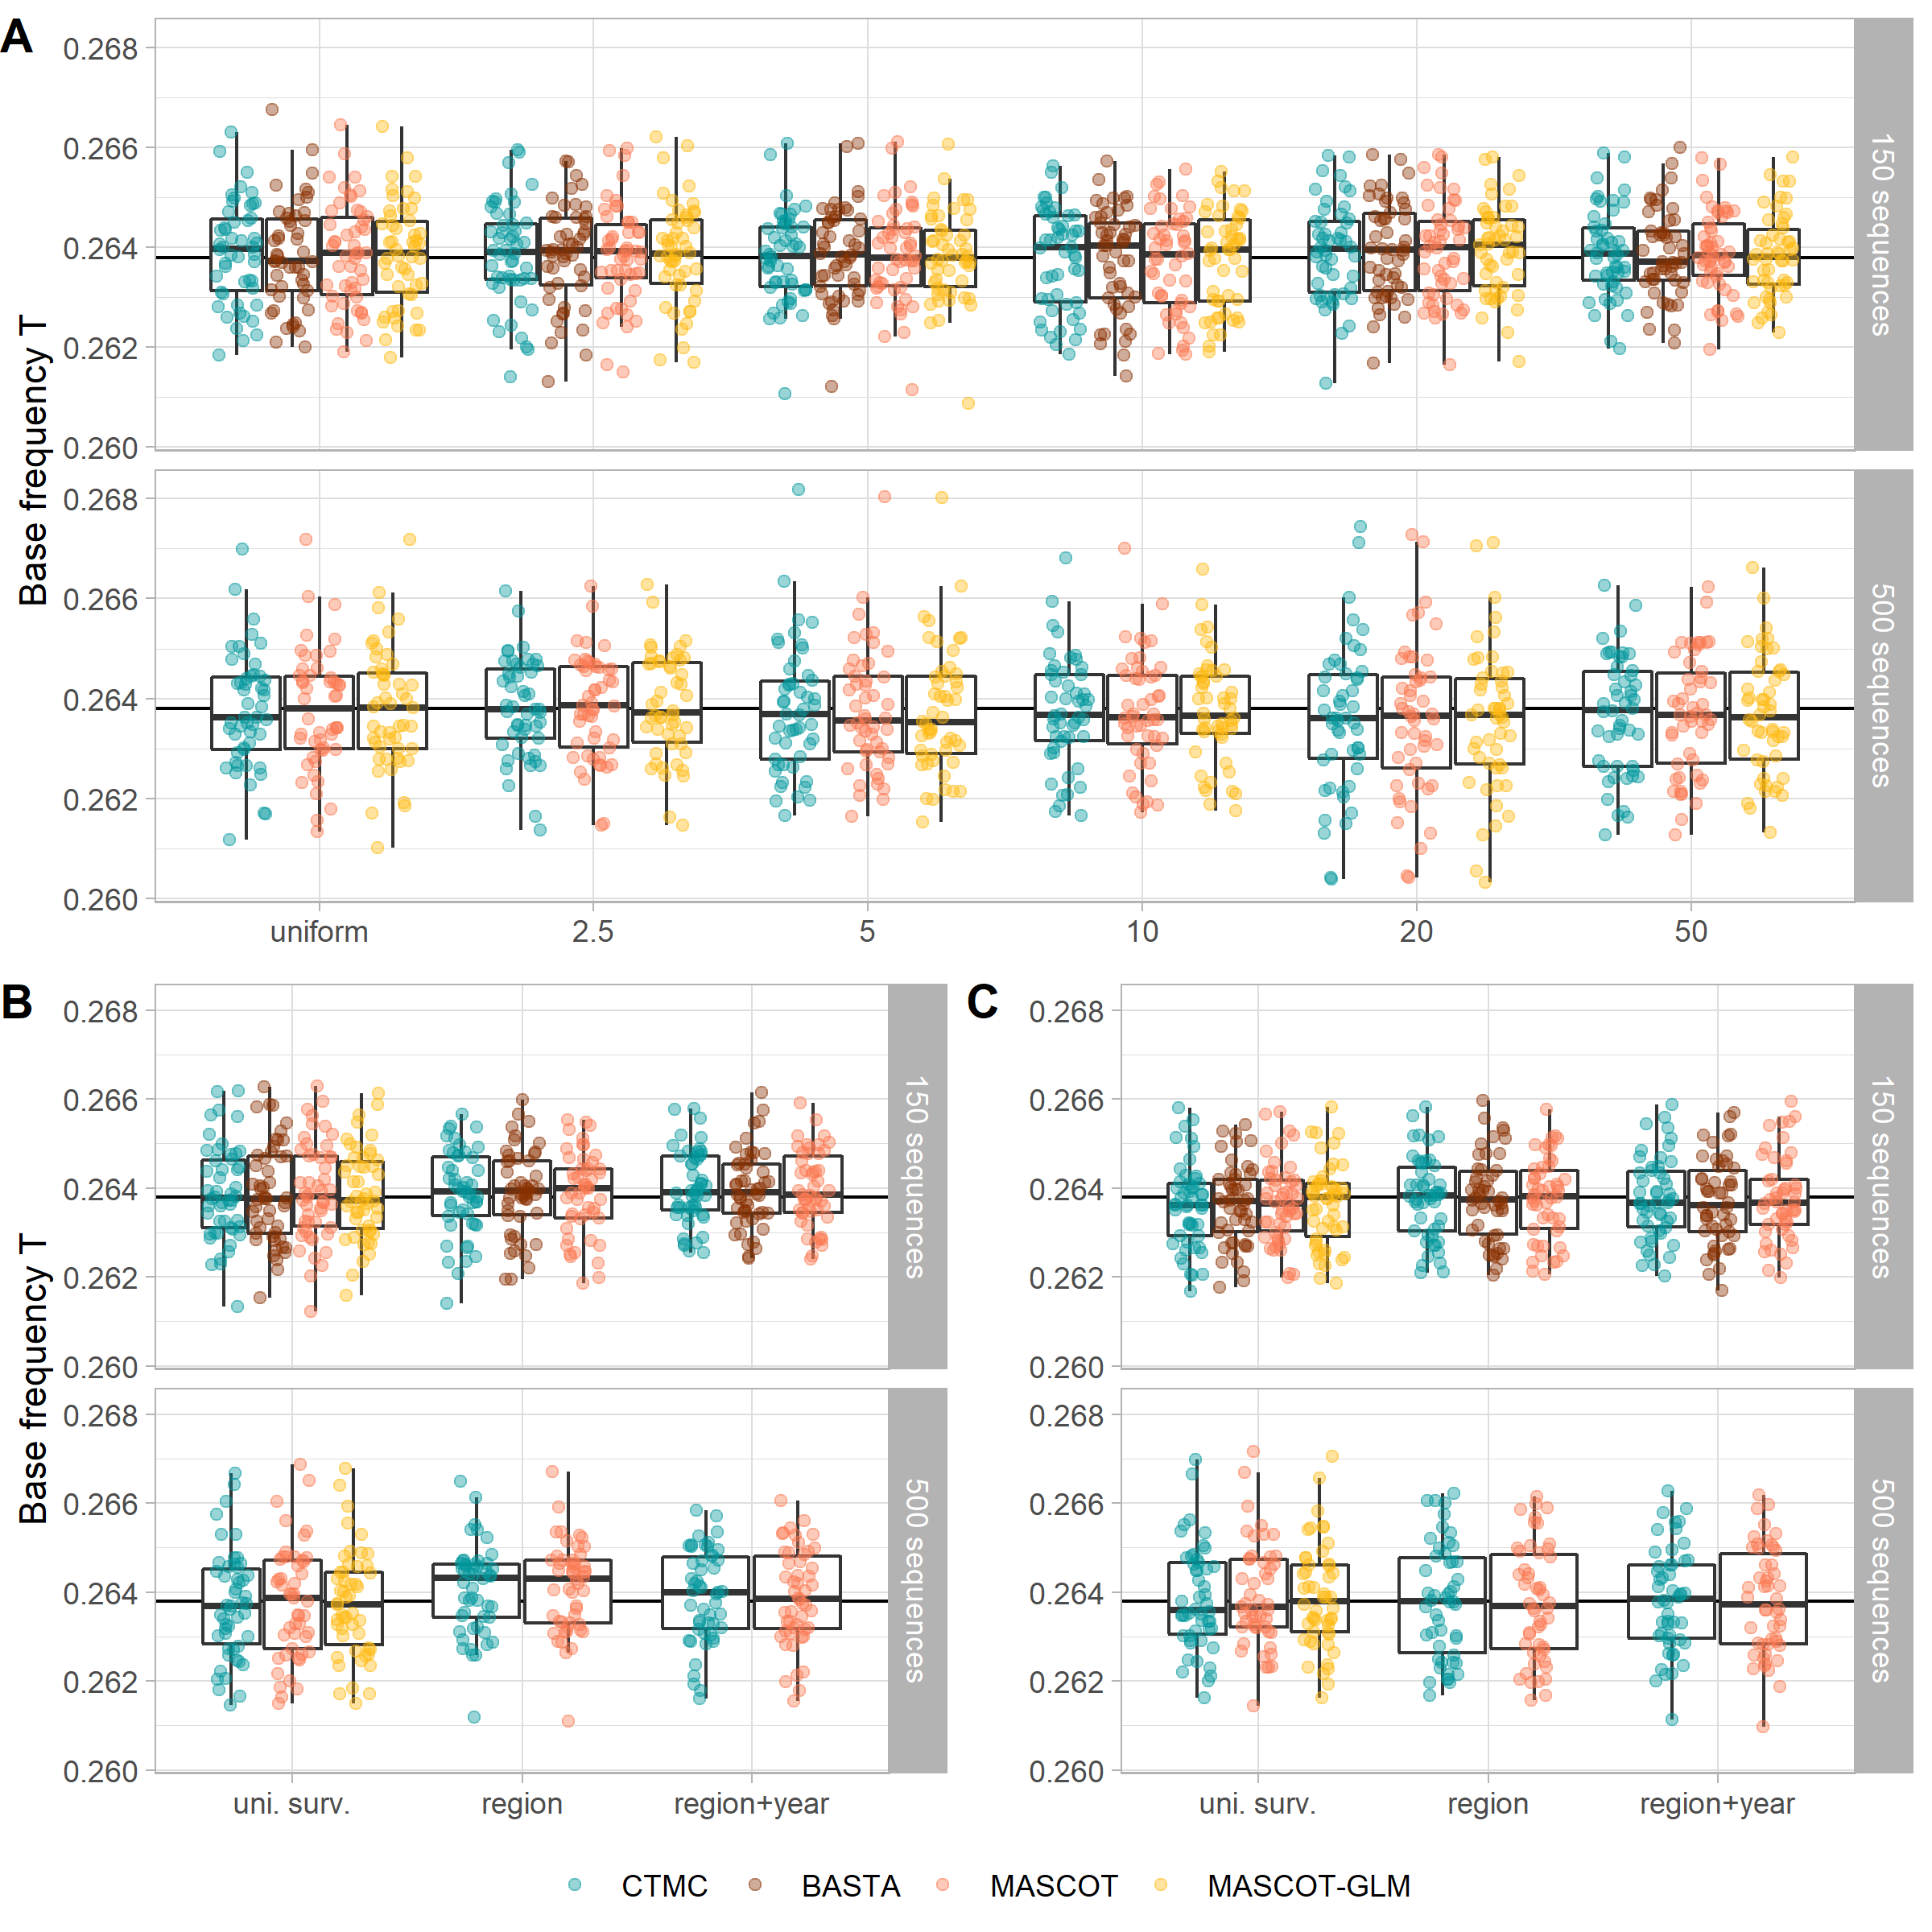 A
Base frequency T
0.268
0.266
0.264
0.262
0.260
150 sequences
0.268
0.266
0.264
0.262
0.260
500 sequences
uniform 2.5 5 10 20 50
B
Base frequency T
0.268
0.266
0.264
0.262
0.260
150 sequences
0.268
0.266
0.264
0.262
0.260
500 sequences
uni. surv. region region+year
C
0.268
0.266
0.264
0.262
0.260
150 sequences
0.268
0.266
0.264
0.262
0.260
500 sequences
uni. surv. region region+year
CTMC BASTA MASCOT MASCOT-GLM